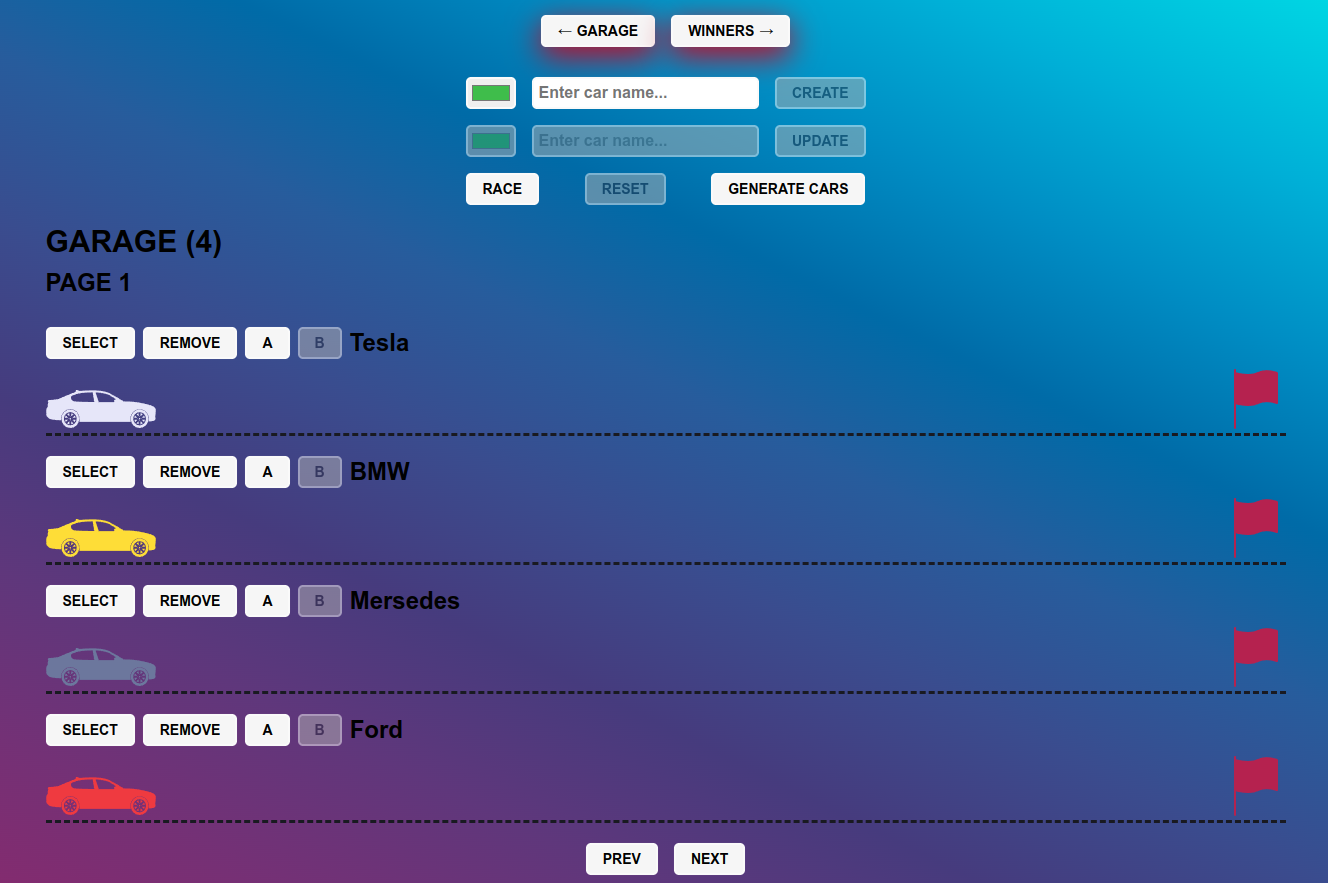 ← GARAGE WINNERS →
Enter car name... CREATE
Enter car name... UPDATE
RACE RESET GENERATE CARS
GARAGE (4)
PAGE 1
SELECT REMOVE A B Tesla
SELECT REMOVE A B BMW
SELECT REMOVE A B Mersedes
SELECT REMOVE A B Ford
PREV NEXT